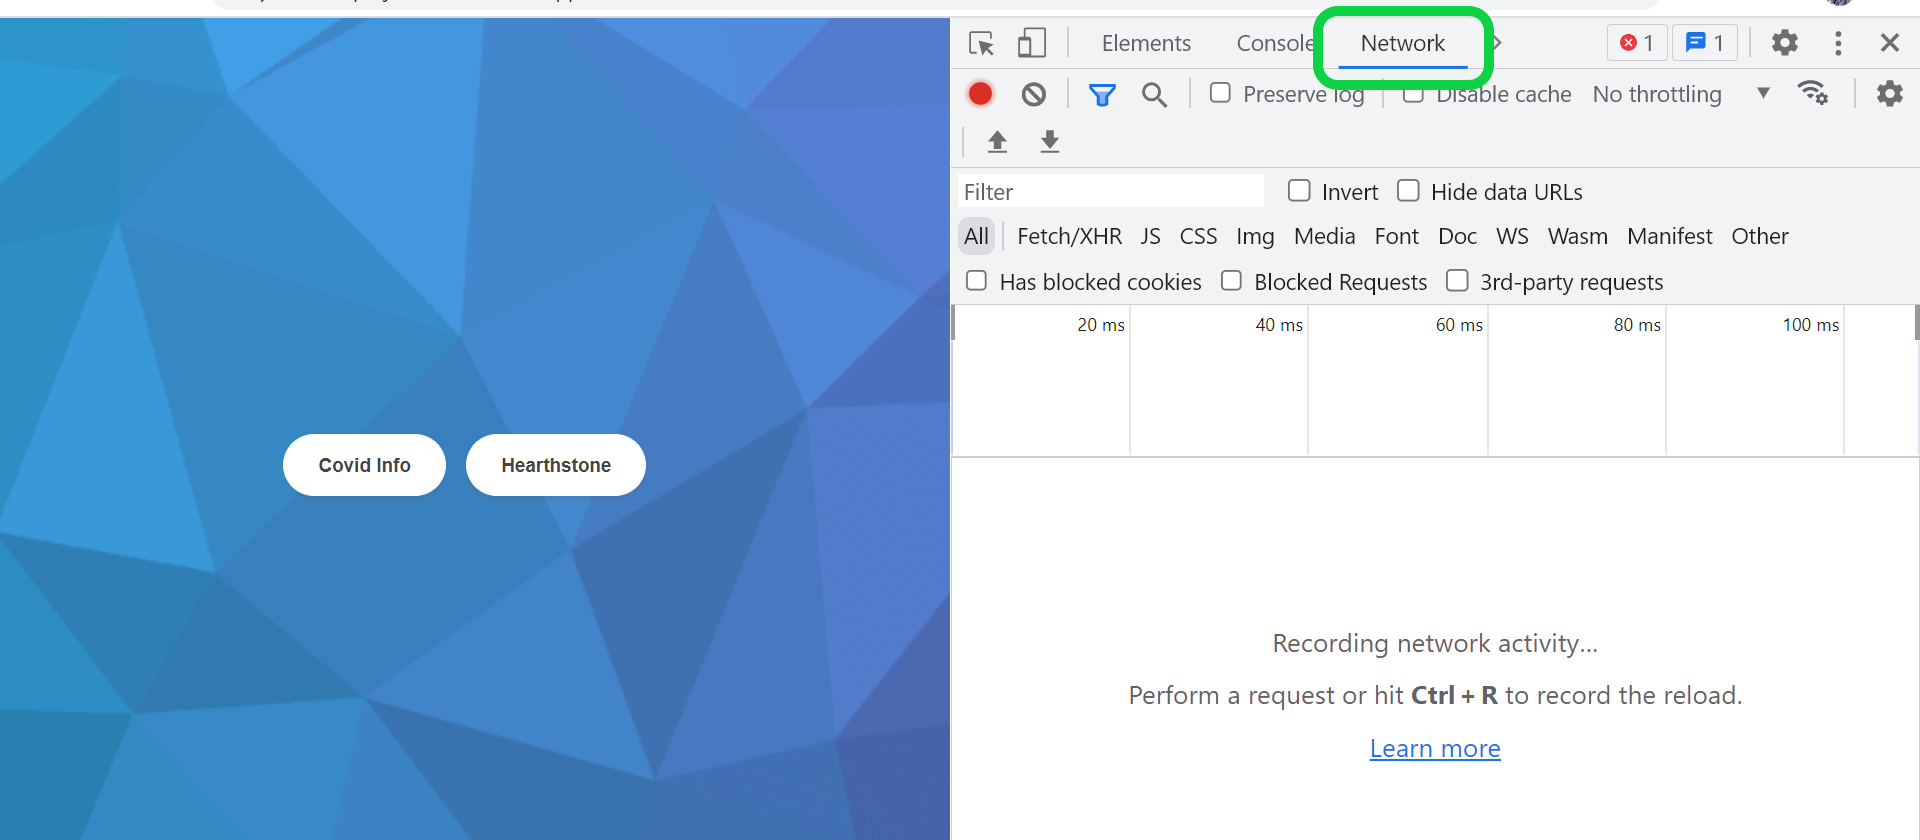 Elements Console Network 1 1
Preserve log Disable cache No throttling
Filter Invert Hide data URLs
All Fetch/XHR JS CSS Img Media Font Doc WS Wasm Manifest Other
Has blocked cookies Blocked Requests 3rd-party requests
20 ms 40 ms 60 ms 80 ms 100 ms
Covid Info Hearthstone
Recording network activity...
Perform a request or hit Ctrl + R to record the reload.
Learn more